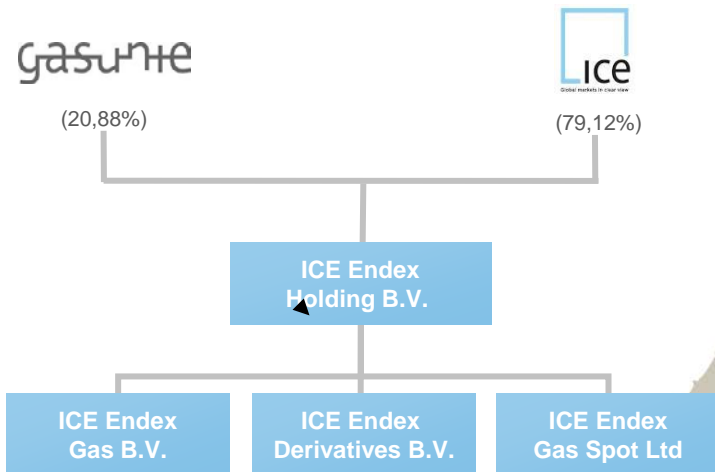 gasunie
ice
Global markets in clear view
(20,88%)
(79,12%)
ICE Endex
Holding B.V.
ICE Endex
Gas B.V.
ICE Endex
Derivatives B.V.
ICE Endex
Gas Spot Ltd